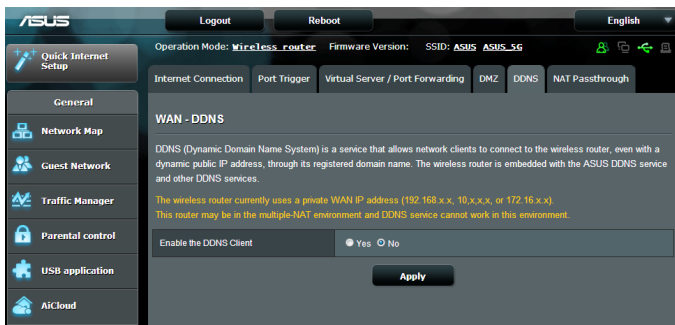 ASUS
Logout
Reboot
English
Quick Internet
Setup
Operation Mode: Wireless router Firmware Version: SSID: ASUS ASUS_5G
Internet Connection
Port Trigger
Virtual Server / Port Forwarding
DMZ
DDNS
NAT Passthrough
General
Network Map
Guest Network
Traffic Manager
Parental control
USB application
AiCloud
WAN - DDNS
DDNS (Dynamic Domain Name System) is a service that allows network clients to connect to the wireless router, even with a
dynamic public IP address, through its registered domain name. The wireless router is embedded with the ASUS DDNS service
and other DDNS services.
The wireless router currently uses a private WAN IP address (192.168.x.x, 10,x,x,x, or 172.16.x.x).
This router may be in the multiple-NAT environment and DDNS service cannot work in this environment.
Enable the DDNS Client
Yes
No
Apply